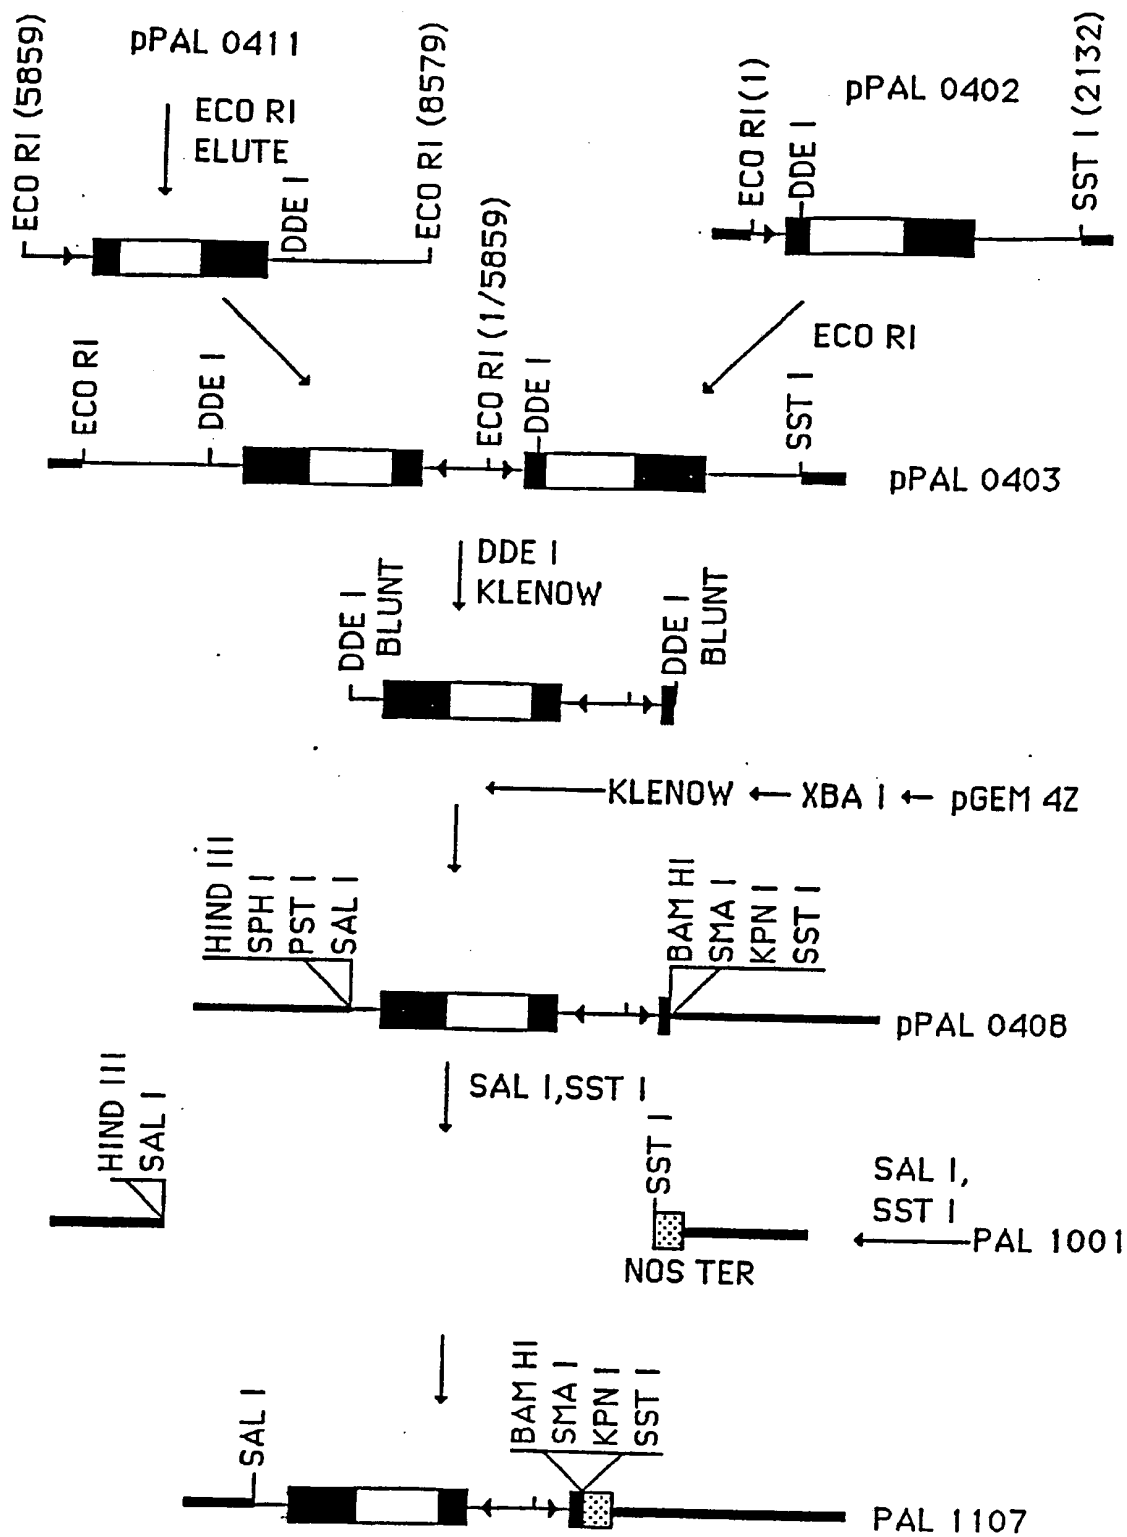 pPAL 0411
ECO RI (5859)
ECO RI
ELUTE
DDE I
ECO RI (8579)
pPAL 0402
ECO RI (1)
DDE I
SST I (2132)
ECO RI
ECO RI
DDE I
ECO RI (1/5859)
DDE I
SST I
pPAL 0403
DDE I
KLENOW
DDE I
BLUNT
DDE I
BLUNT
KLENOW
XBA I
pGEM 4Z
HIND III
SPH I
PST I
SAL I
BAM HI
SMA I
KPN I
SST I
pPAL 0408
SAL I,SST I
HIND III
SAL I
SST I
NOS TER
SAL I,
SST I
PAL 1001
SAL I
BAM HI
SMA I
KPN I
SST I
PAL 1107